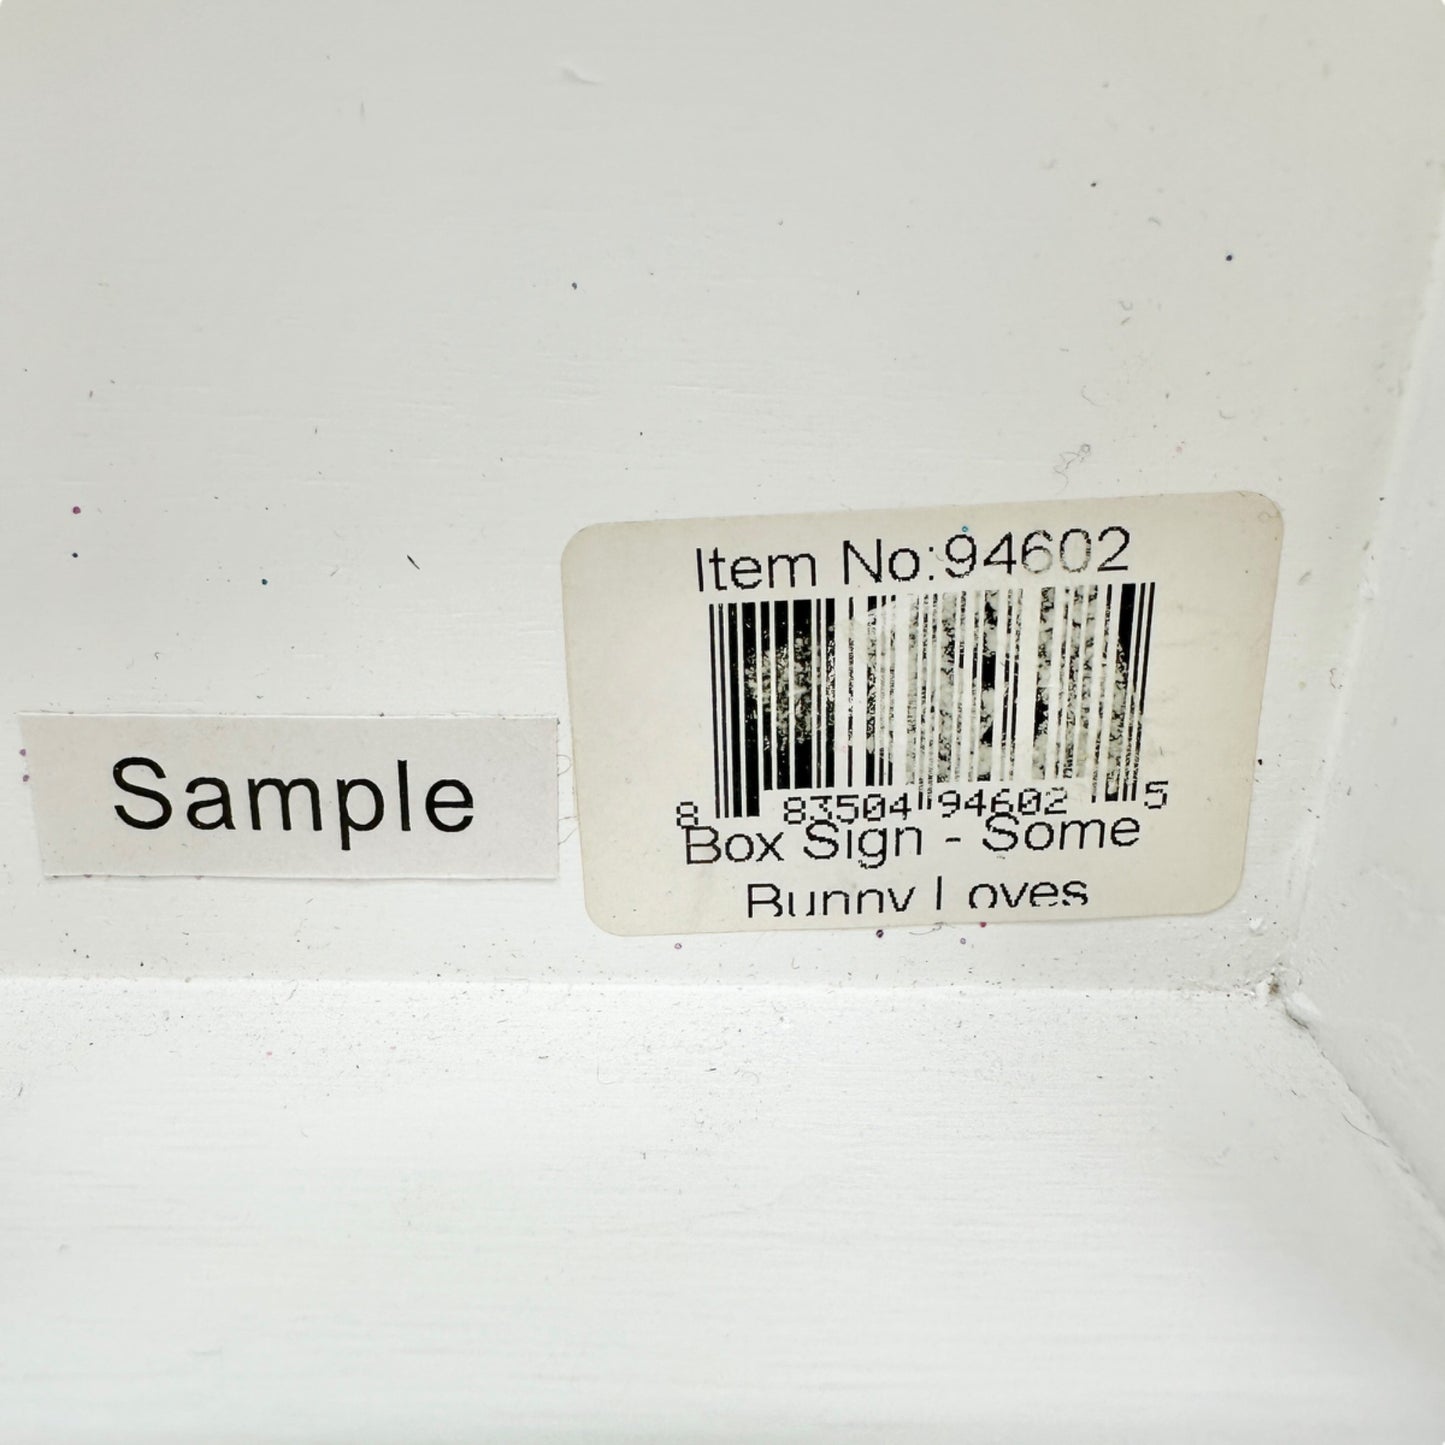 Sample
Item No:94602
8 83504 94602 5
Box Sign - Some
Bunny Loves